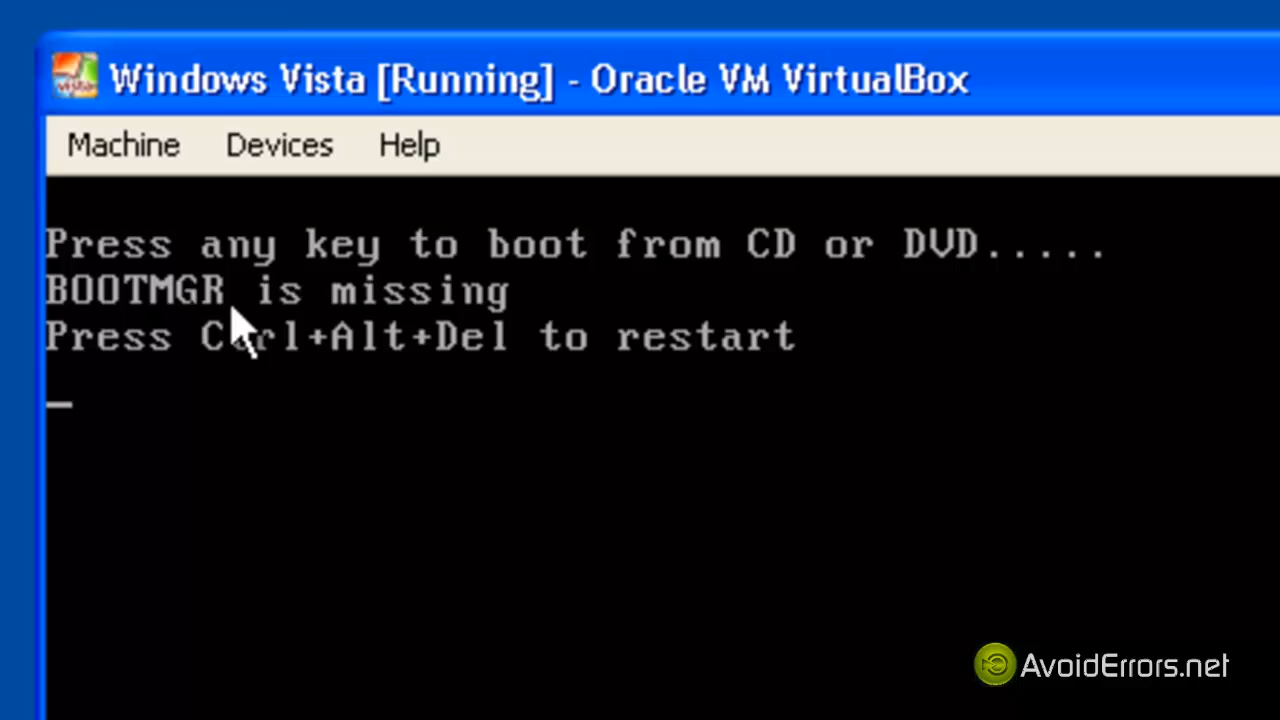 Windows Vista [Running] - Oracle VM VirtualBox
Machine Devices Help
Press any key to boot from CD or DVD.....
BOOTMGR is missing
Press Ctrl+Alt+Del to restart
_
AvoidErrors.net